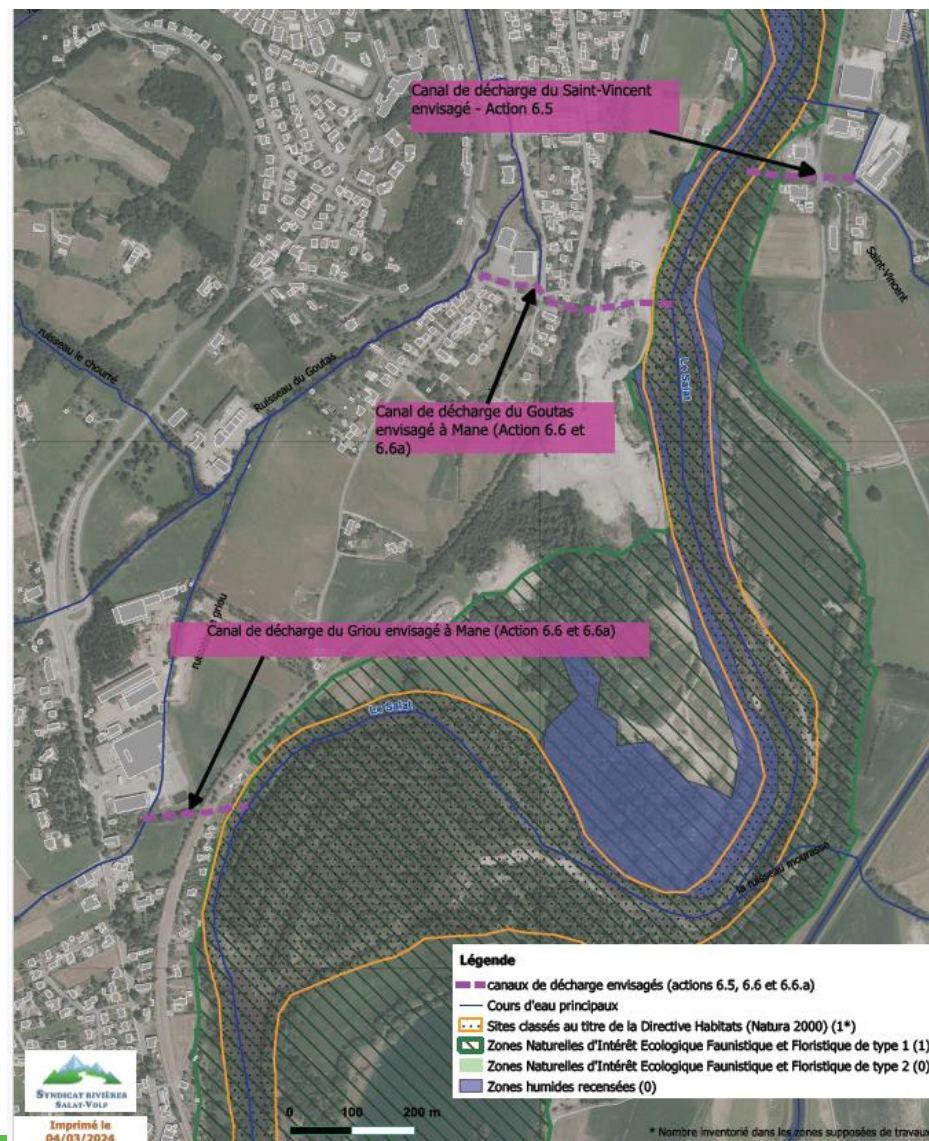 Canal de décharge du Saint-Vincent
envisagé - Action 6.5
Saint-Vincent
ruisseau le chourré
Ruisseau du Goutas
Le Salat
Canal de décharge du Goutas
envisagé à Mane (Action 6.6 et
6.6a)
griou
Canal de décharge du Griou envisagé à Mane (Action 6.6 et 6.6a)
Le Salat
la ruisseau mourasse
Légende
canaux de décharge envisagés (actions 6.5, 6.6 et 6.6.a)
Cours d'eau principaux
Sites classés au titre de la Directive Habitats (Natura 2000) (1*)
Zones Naturelles d'Intérêt Ecologique Faunistique et Floristique de type 1 (1)
Zones Naturelles d'Intérêt Ecologique Faunistique et Floristique de type 2 (0)
Zones humides recensées (0)
SYNDICAT RIVIÈRES
SALAT-VOLP
Imprimé le
04/03/2024
0 100 200 m
* Nombre inventorié dans les zones supposées de travaux